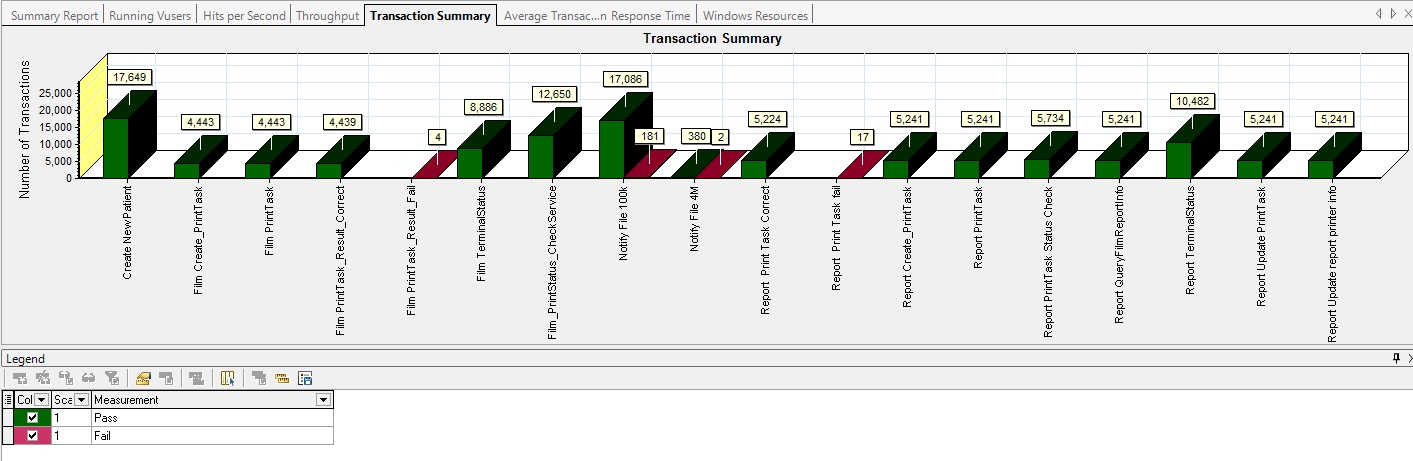 Summary Report
Running Vusers
Hits per Second
Throughput
Transaction Summary
Average Transac...n Response Time
Windows Resources
Transaction Summary
Number of Transactions
25,000
20,000
15,000
10,000
5,000
0
17,649
4,443
4,443
4,439
4
8,886
12,650
17,086
181
380
2
5,224
17
5,241
5,241
5,734
5,241
10,482
5,241
5,241
Create NewPatient
Film Create_PrintTask
Film PrintTask
Film PrintTask_Result_Correct
Film PrintTask_Result_Fail
Film TerminalStatus
Film_PrintStatus_CheckService
Notify File 100k
Notify File 4M
Report Print Task Correct
Report Print Task fail
Report Create_PrintTask
Report PrintTask
Report PrintTask Status Check
Report QueryFilmReportInfo
Report TerminalStatus
Report Update PrintTask
Report Update report printer info
Legend
Col Sca Measurement
1 Pass
1 Fail